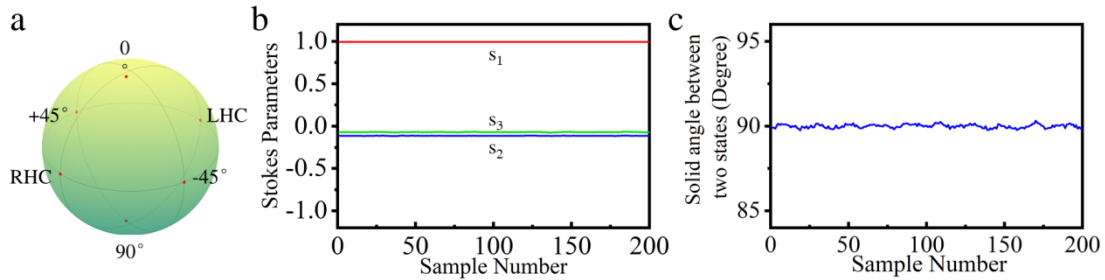 a
0
°
+45°
LHC
RHC
-45°
90°
b
Stokes Parameters
1.0
0.5
0.0
-0.5
-1.0
s1
s3
s2
0 50 100 150 200
Sample Number
c
Solid angle between
two states (Degree)
95
90
85
0 50 100 150 200
Sample Number